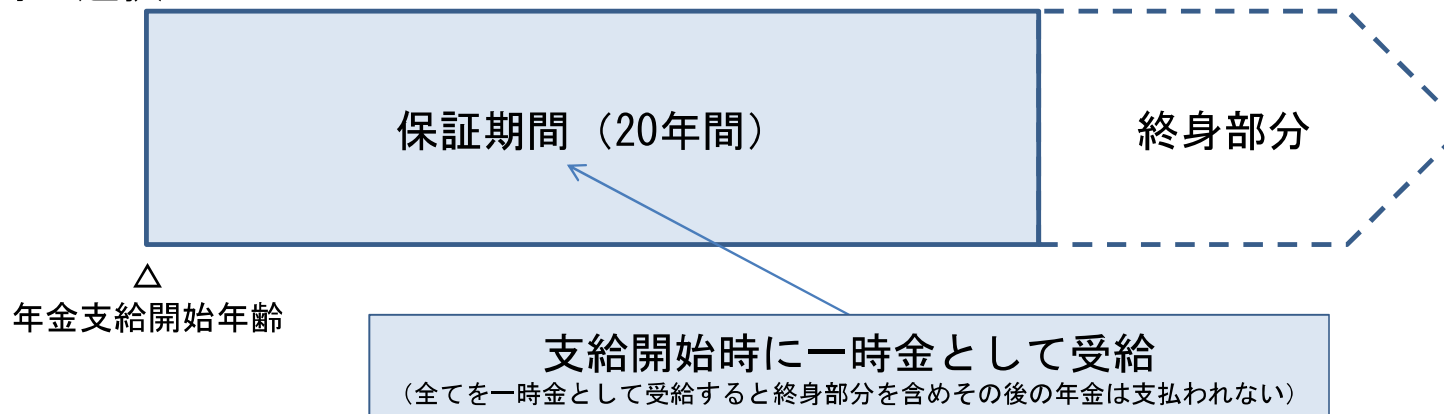 保証期間（20年間）
終身部分
△
年金支給開始年齢
支給開始時に一時金として受給
（全てを一時金として受給すると終身部分を含めその後の年金は支払われない）